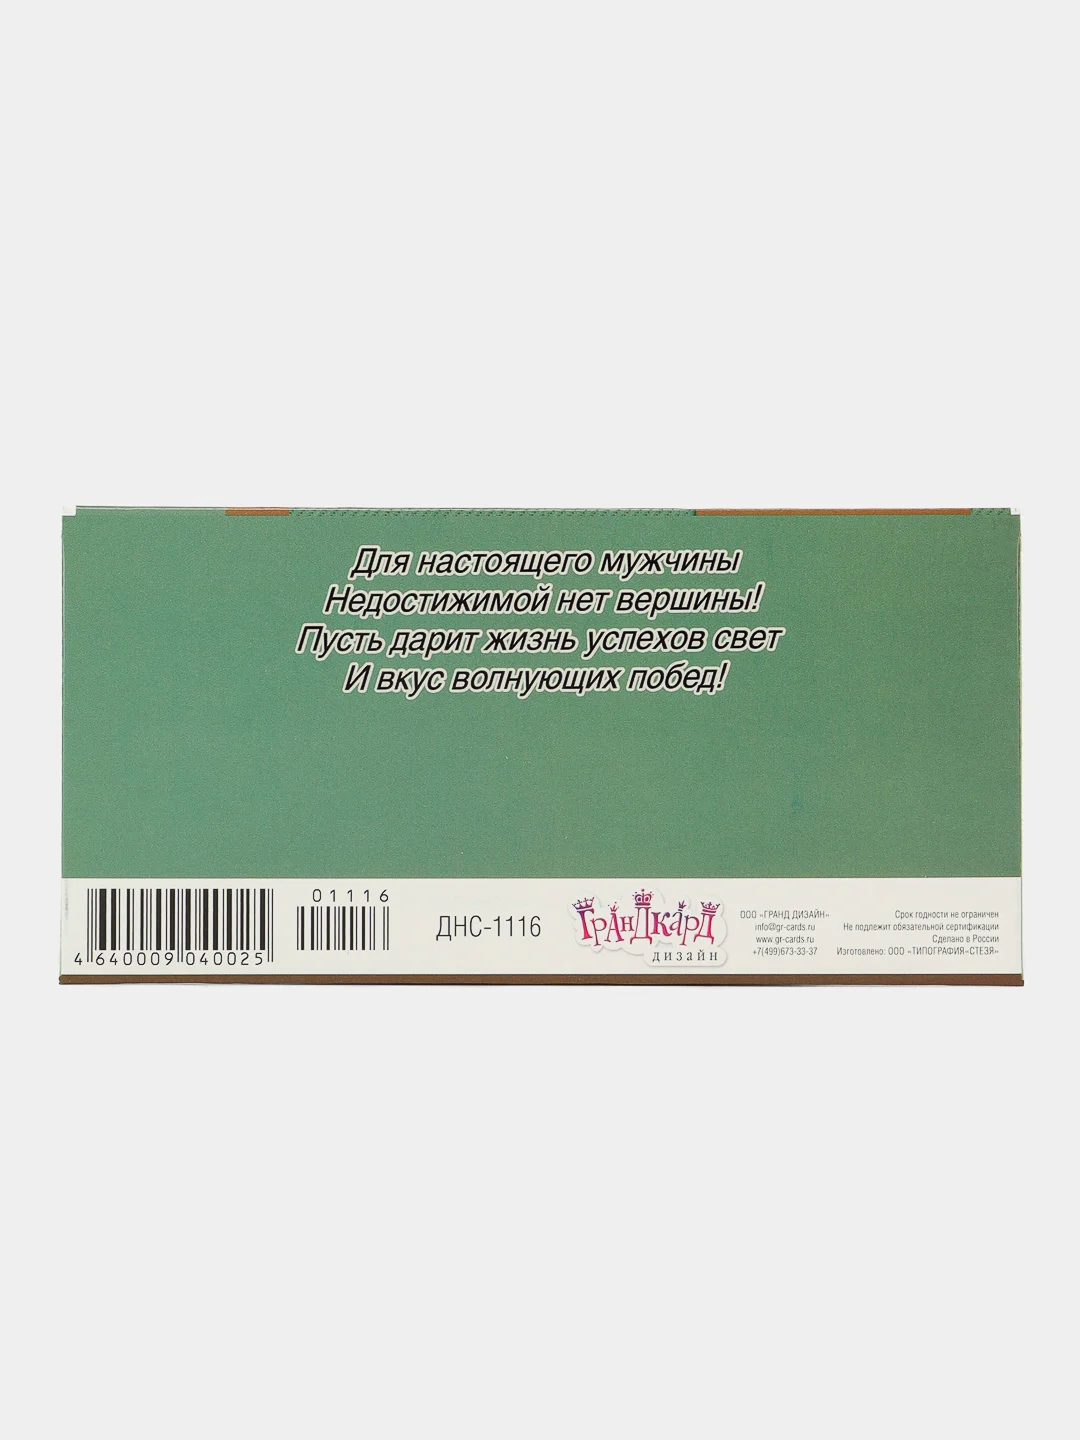 Для настоящего мужчины
Недостижимой нет вершины!
Пусть дарит жизнь успехов свет
И вкус волнующих побед!
01116
4 640009 040025
ДНС-1116
ГРАНДКАРД
дизайн
ООО «ГРАНД ДИЗАЙН»
info@gr-cards.ru
www.gr-cards.ru
+7(499)673-33-37
Срок годности не ограничен
Не подлежит обязательной сертификации
Сделано в России
Изготовлено: ООО «ТИПОГРАФИЯ«СТЕЗЯ»